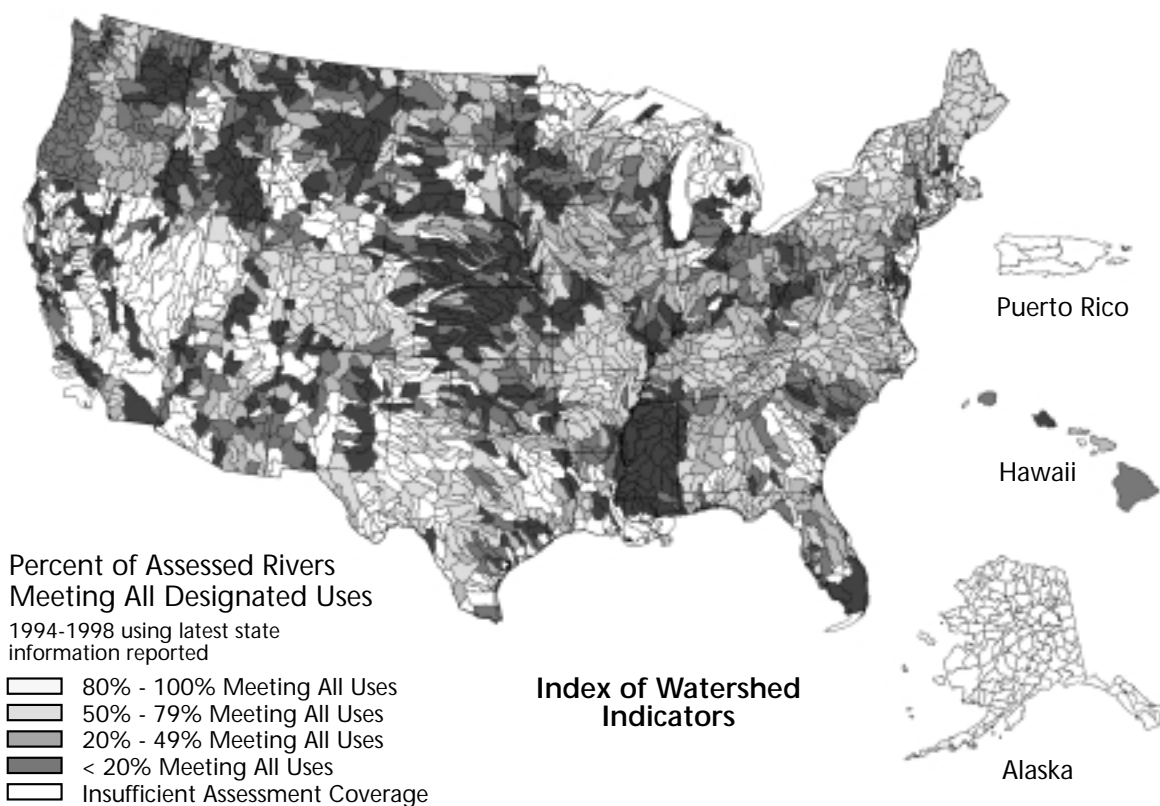 Puerto Rico
Hawaii
Percent of Assessed Rivers
Meeting All Designated Uses
1994-1998 using latest state
information reported
80% - 100% Meeting All Uses
50% - 79% Meeting All Uses
20% - 49% Meeting All Uses
< 20% Meeting All Uses
Insufficient Assessment Coverage
Index of Watershed
Indicators
Alaska